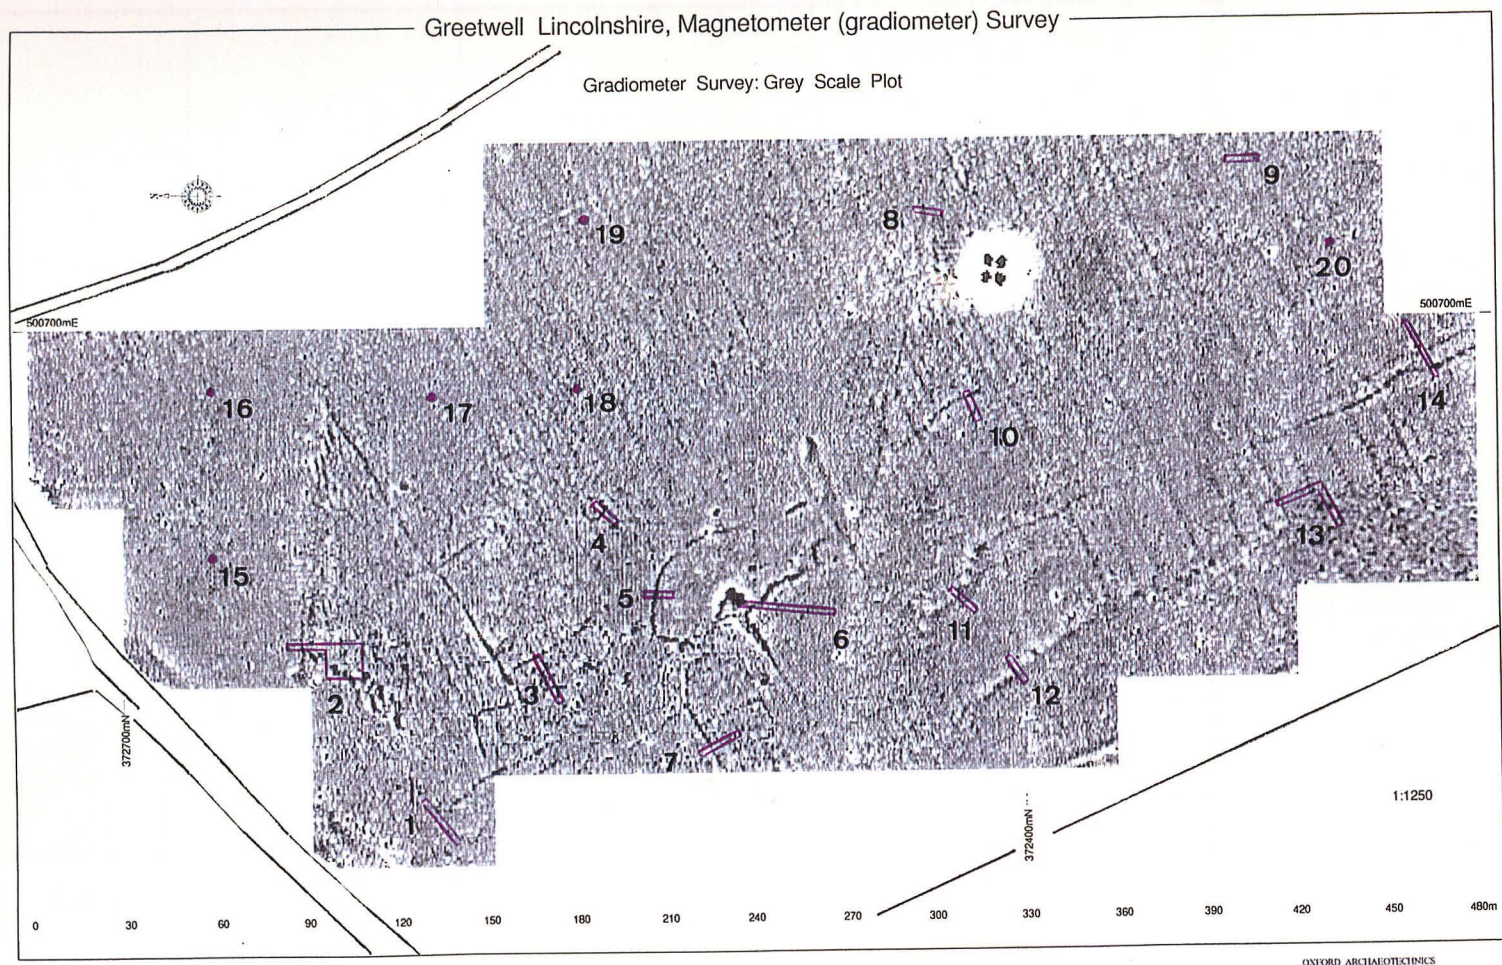 Greetwell Lincolnshire, Magnetometer (gradiometer) Survey
Gradiometer Survey: Grey Scale Plot
9
8
19
20
500700mE
500700mE
16
17
18
10
14
4
13
15
5
11
6
2
3
12
7
372700mN
1
1:1250
372400mN
0 30 60 90 120 150 180 210 240 270 300 330 360 390 420 450 480m
OXFORD ARCHAEOTECHNICS